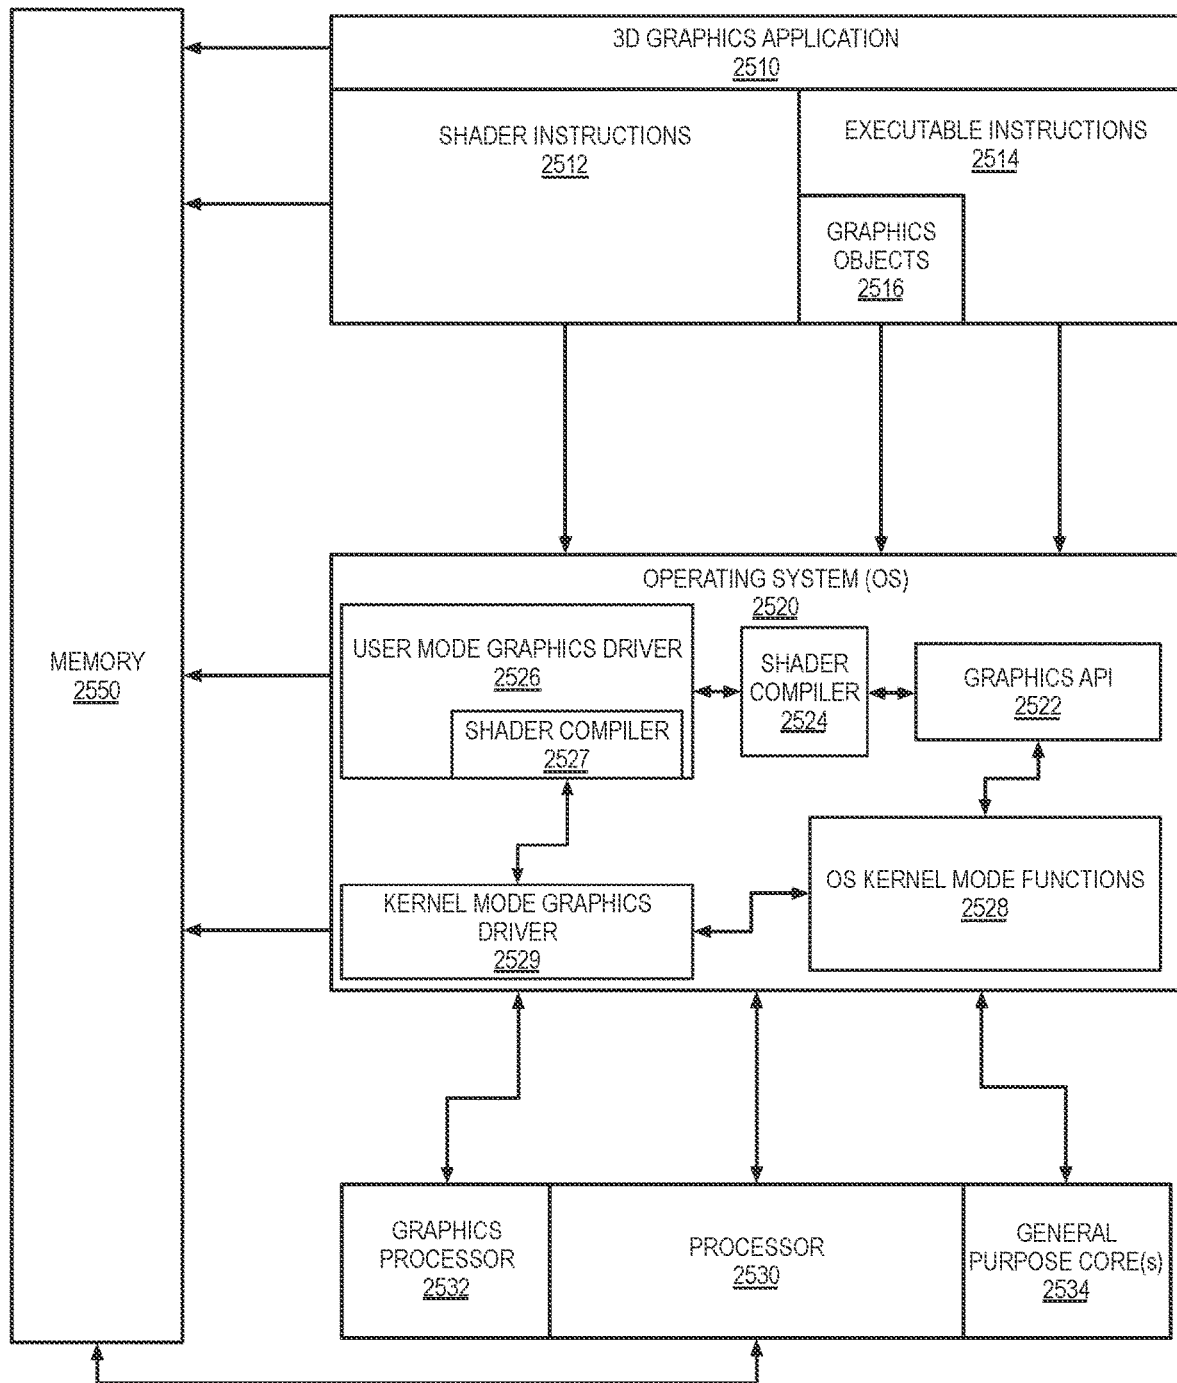 3D GRAPHICS APPLICATION
2510
SHADER INSTRUCTIONS
2512
EXECUTABLE INSTRUCTIONS
2514
GRAPHICS
OBJECTS
2516
MEMORY
2550
OPERATING SYSTEM (OS)
2520
USER MODE GRAPHICS DRIVER
2526
SHADER COMPILER
2527
SHADER
COMPILER
2524
GRAPHICS API
2522
KERNEL MODE GRAPHICS
DRIVER
2529
OS KERNEL MODE FUNCTIONS
2528
GRAPHICS
PROCESSOR
2532
PROCESSOR
2530
GENERAL
PURPOSE CORE(s)
2534